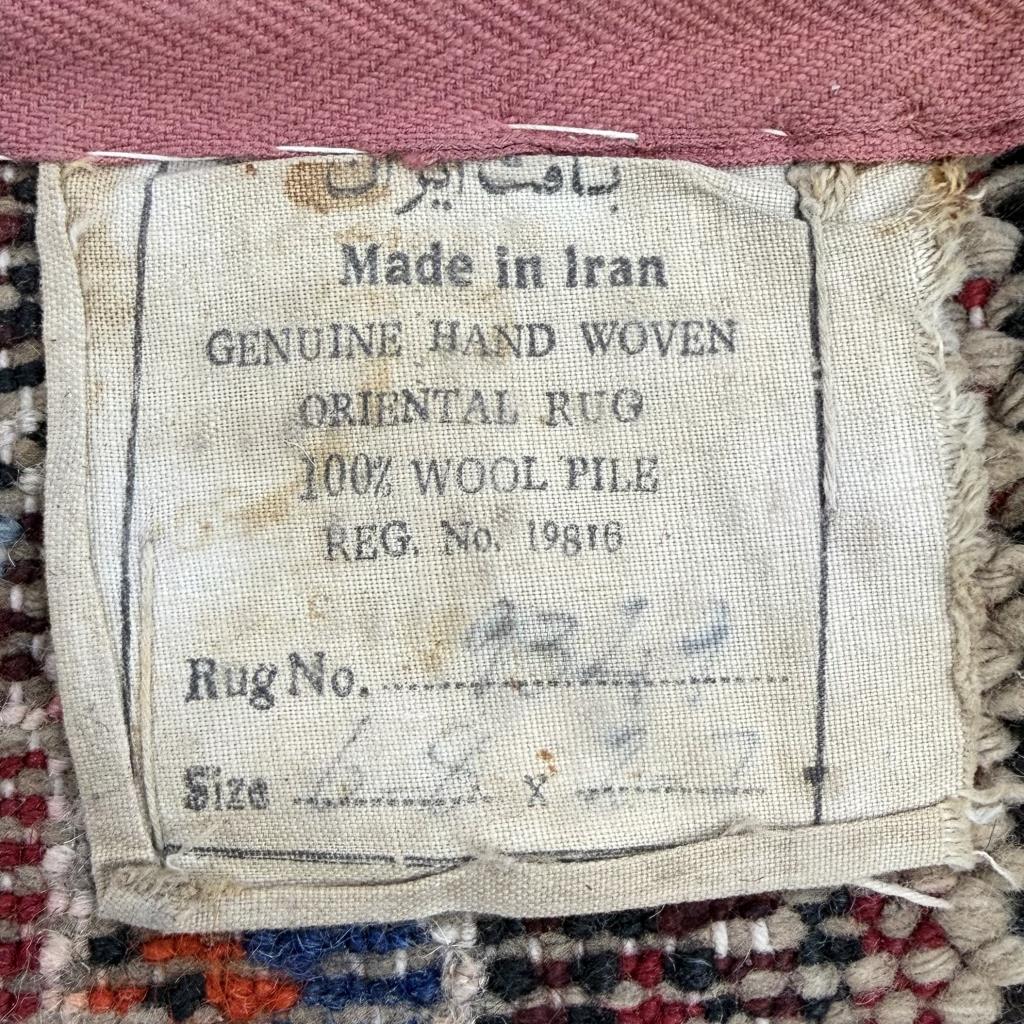 بافت ایران
Made in Iran
GENUINE HAND WOVEN
ORIENTAL RUG
100% WOOL PILE
REG. No. 19816
Rug No.
Size x